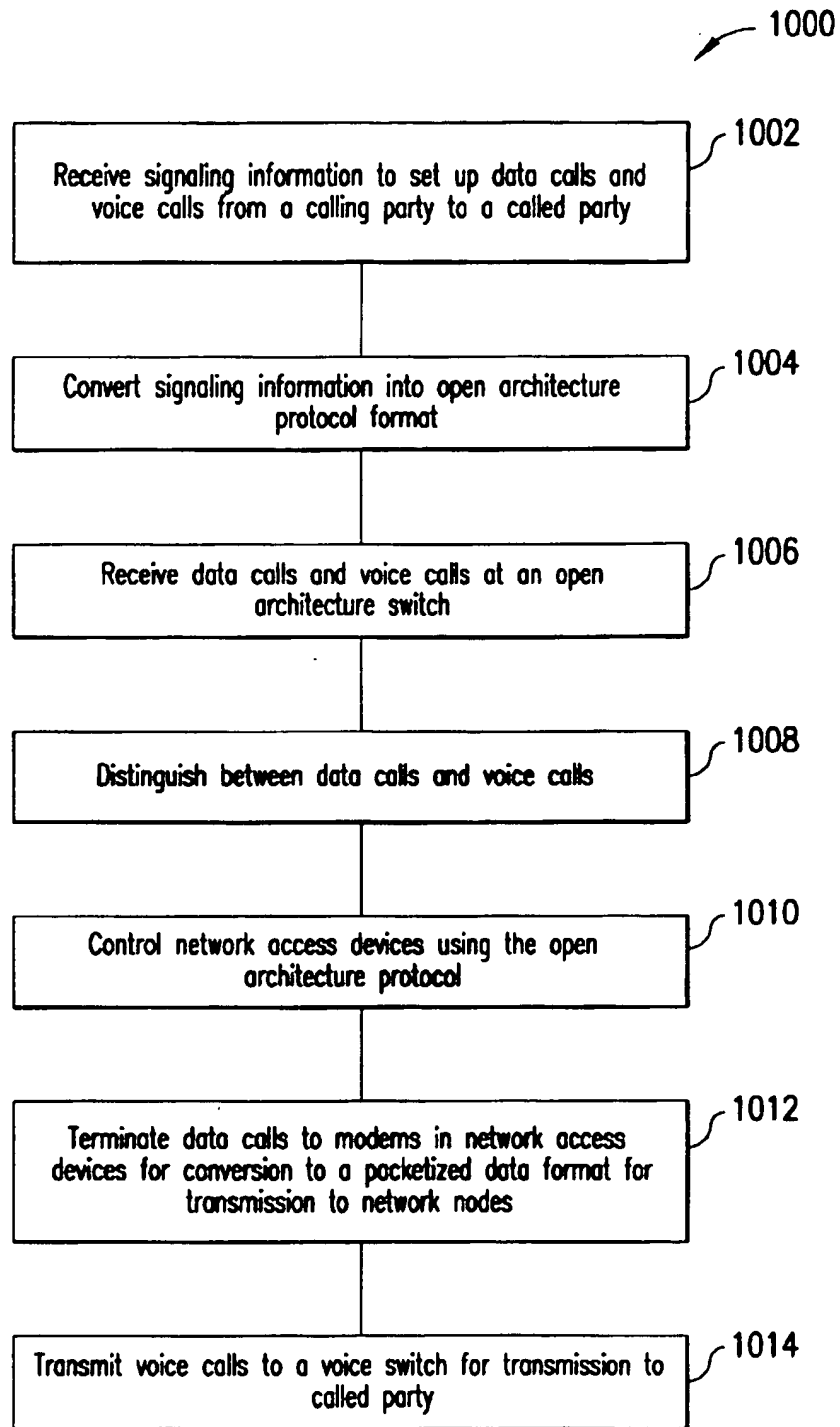 1000
1002
Receive signaling information to set up data calls and
voice calls from a calling party to a called party
1004
Convert signaling information into open architecture
protocol format
1006
Receive data calls and voice calls at an open
architecture switch
1008
Distinguish between data calls and voice calls
1010
Control network access devices using the open
architecture protocol
1012
Terminate data calls to modems in network access
devices for conversion to a packetized data format for
transmission to network nodes
1014
Transmit voice calls to a voice switch for transmission to
called party